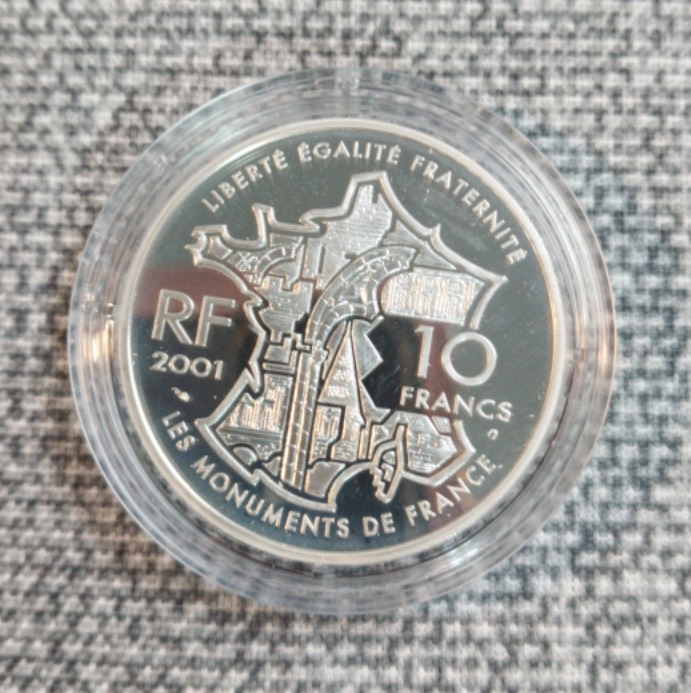 LIBERTÉ ÉGALITÉ FRATERNITÉ
RF
2001
10
FRANCS
LES MONUMENTS DE FRANCE